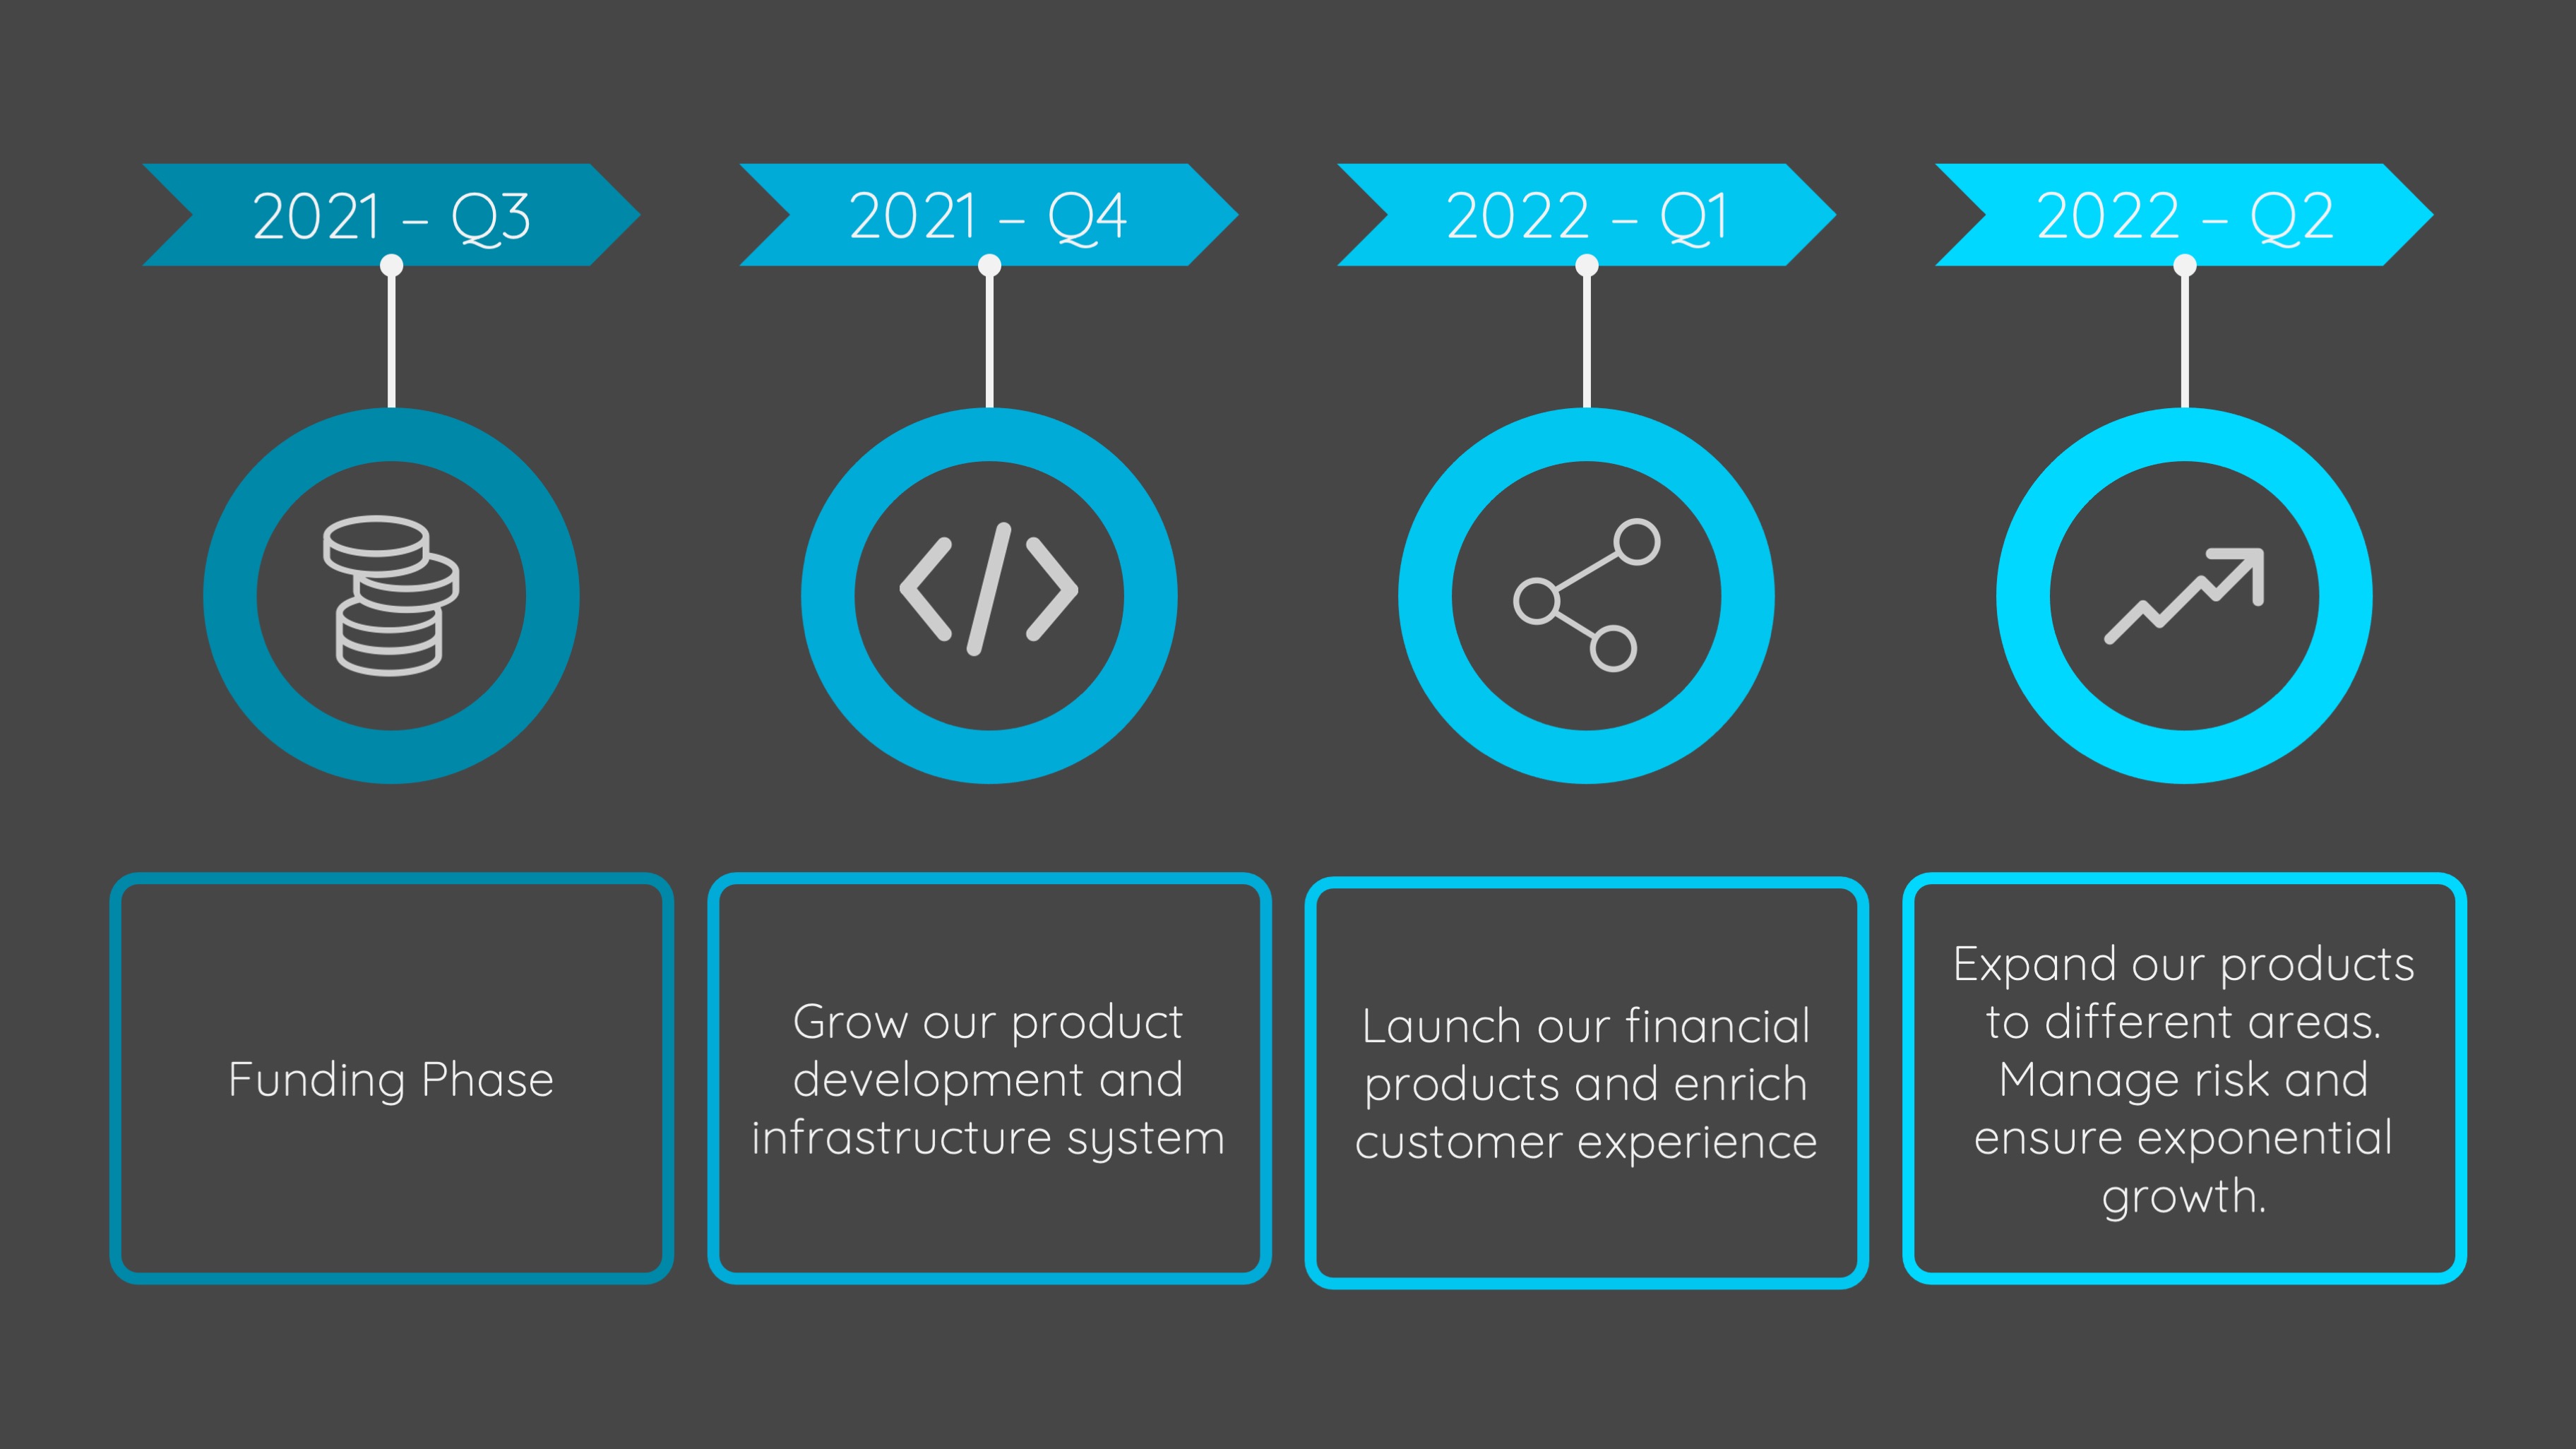 2021 – Q3
2021 – Q4
2022 – Q1
2022 – Q2
Funding Phase
Grow our product
development and
infrastructure system
Launch our financial
products and enrich
customer experience
Expand our products
to different areas.
Manage risk and
ensure exponential
growth.